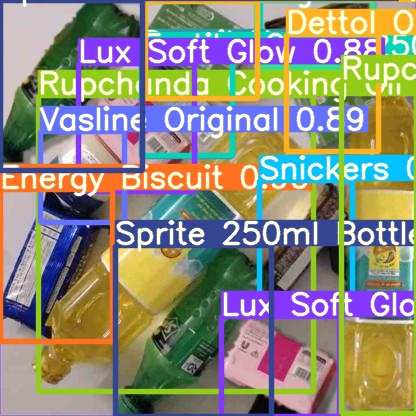 Dettol
Lux Soft Glow 0.88
Rupchanda Cooking Oil
Rupc
Vasline Original 0.89
Snickers
Energy Biscuit
Sprite 250ml Bottle
Lux Soft Glo